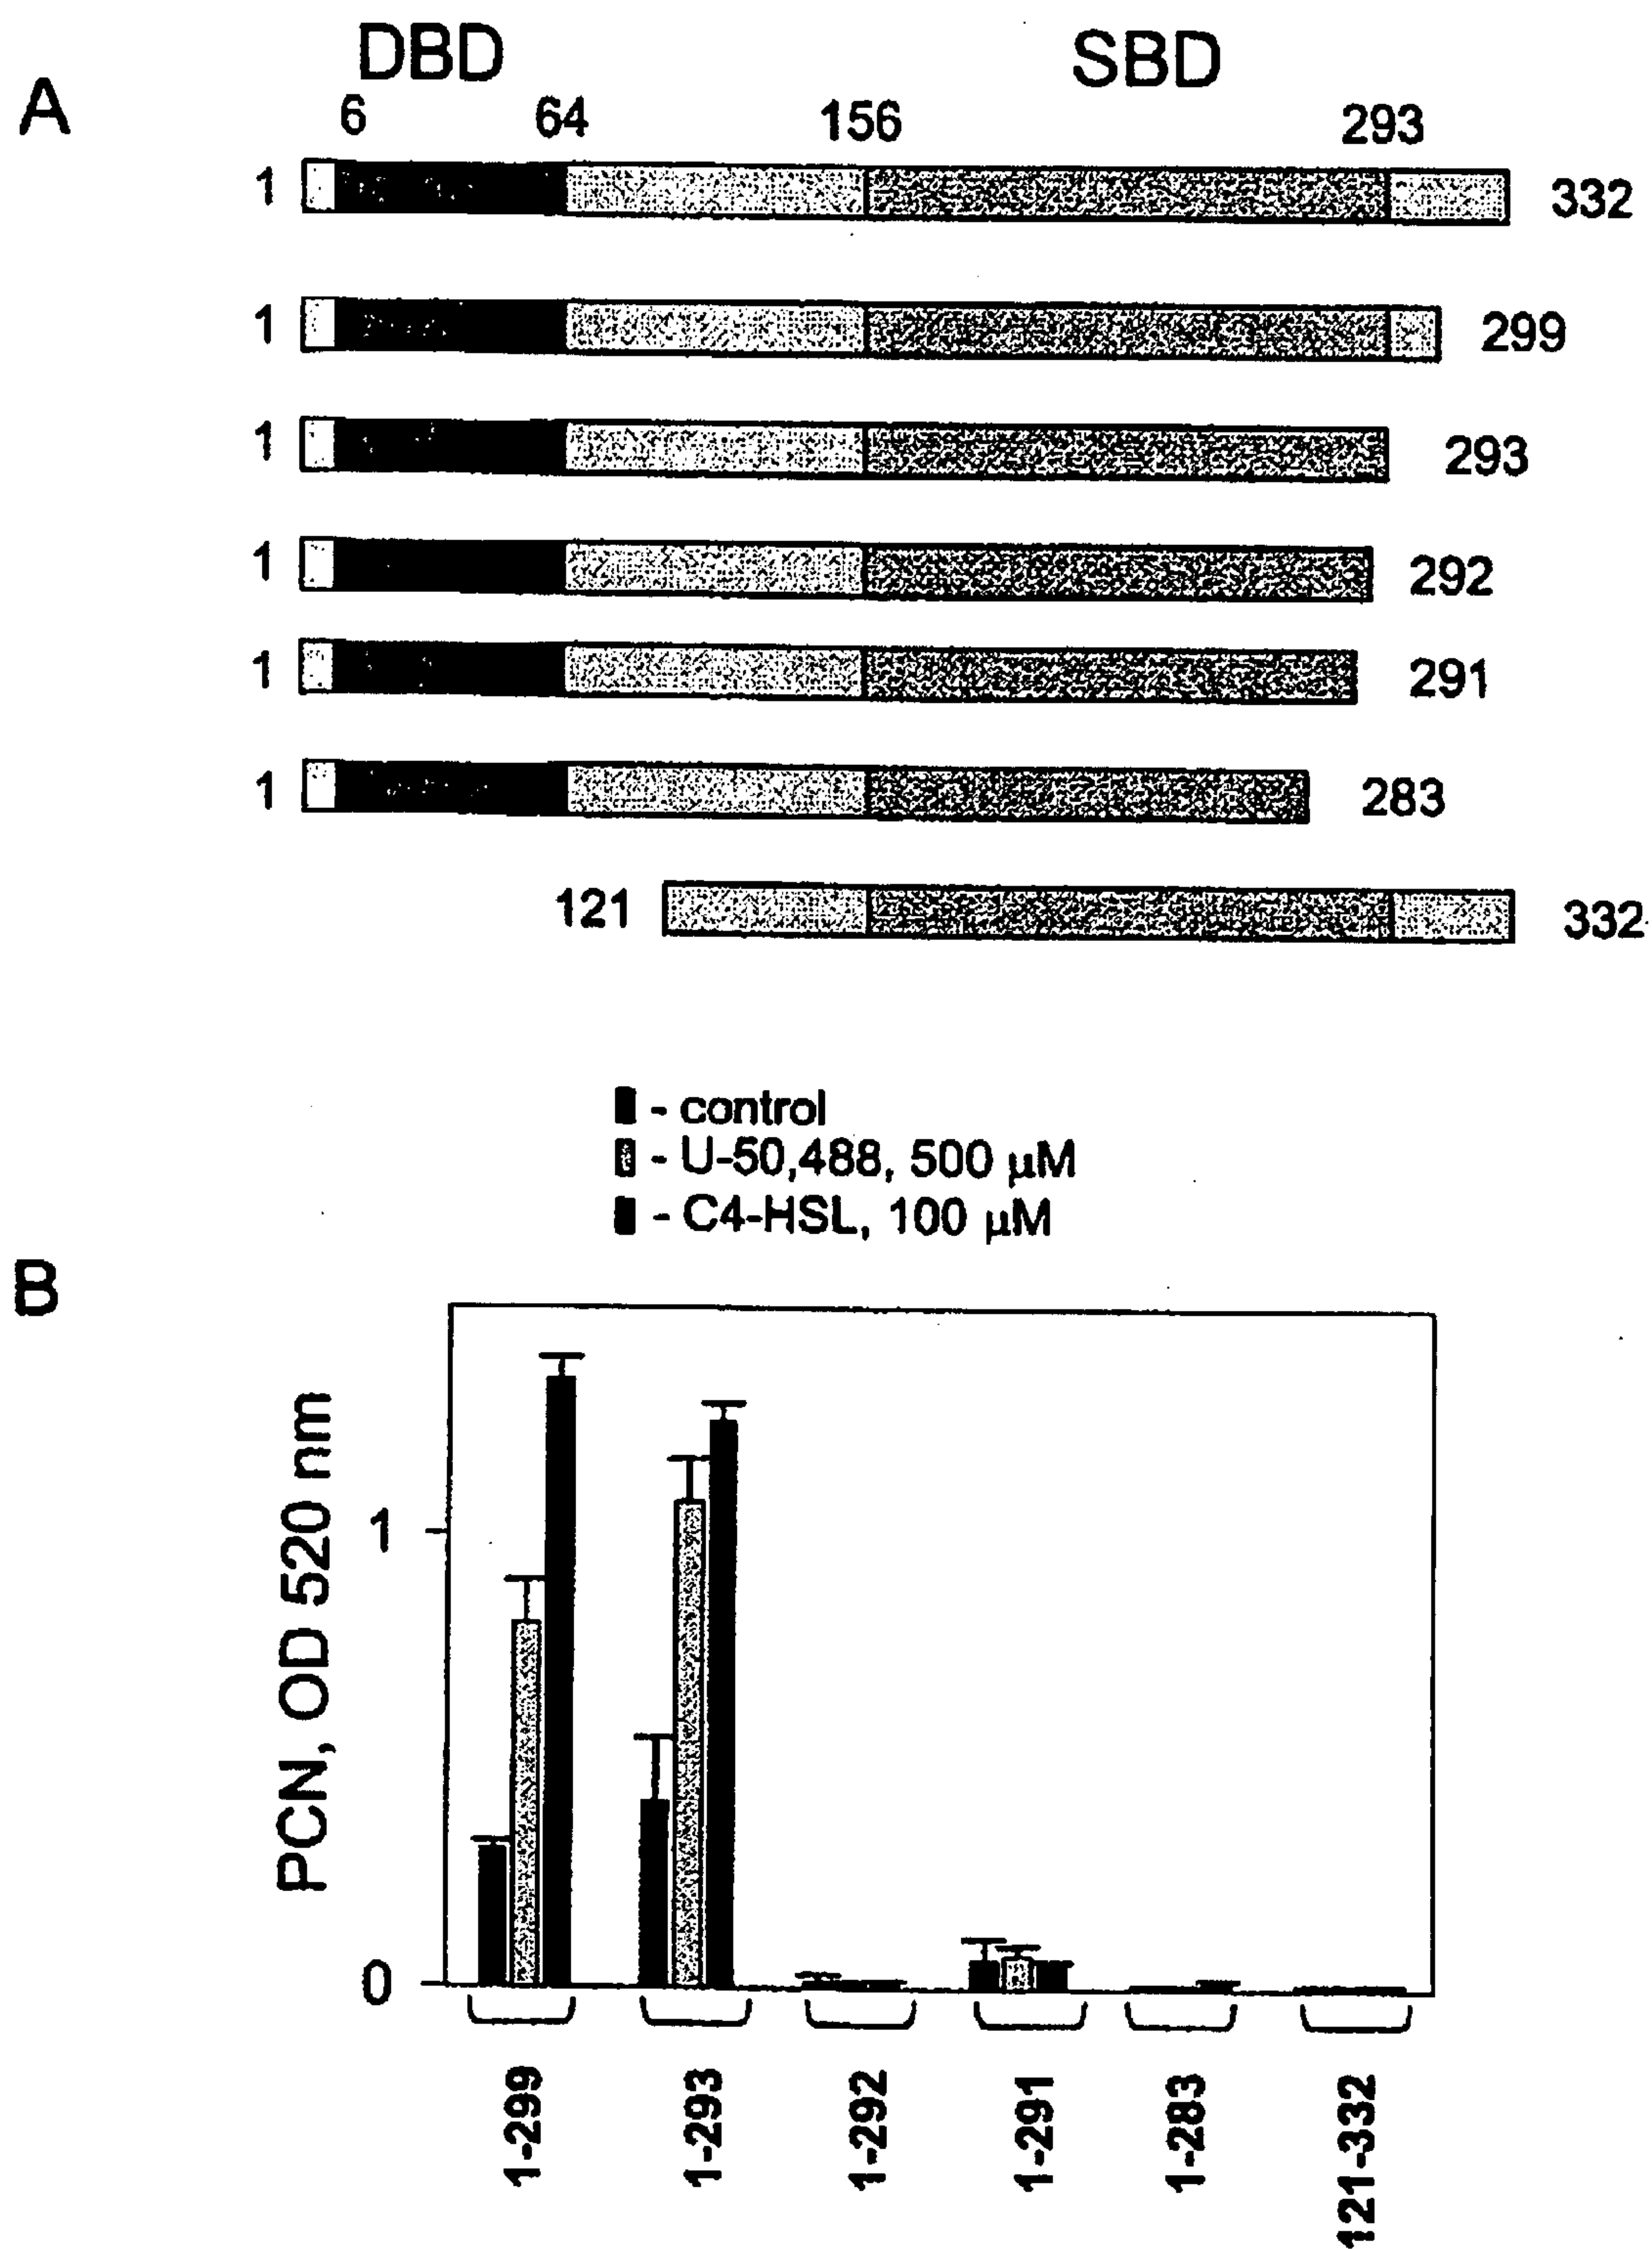 DBD SBD
A
6 64 156 293
1 332
1 299
1 293
1 292
1 291
1 283
121 332
- control
- U-50,488, 500 µM
- C4-HSL, 100 µM
B
PCN, OD 520 nm
1
0
1-299 1-293 1-292 1-291 1-283 121-332